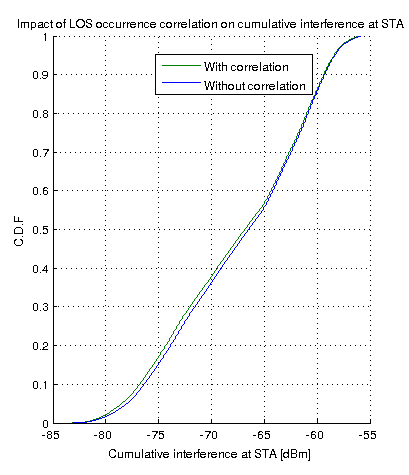 Impact of LOS occurrence correlation on cumulative interference at STA
With correlation
Without correlation
C.D.F
1
0.9
0.8
0.7
0.6
0.5
0.4
0.3
0.2
0.1
0
-85 -80 -75 -70 -65 -60 -55
Cumulative interference at STA [dBm]